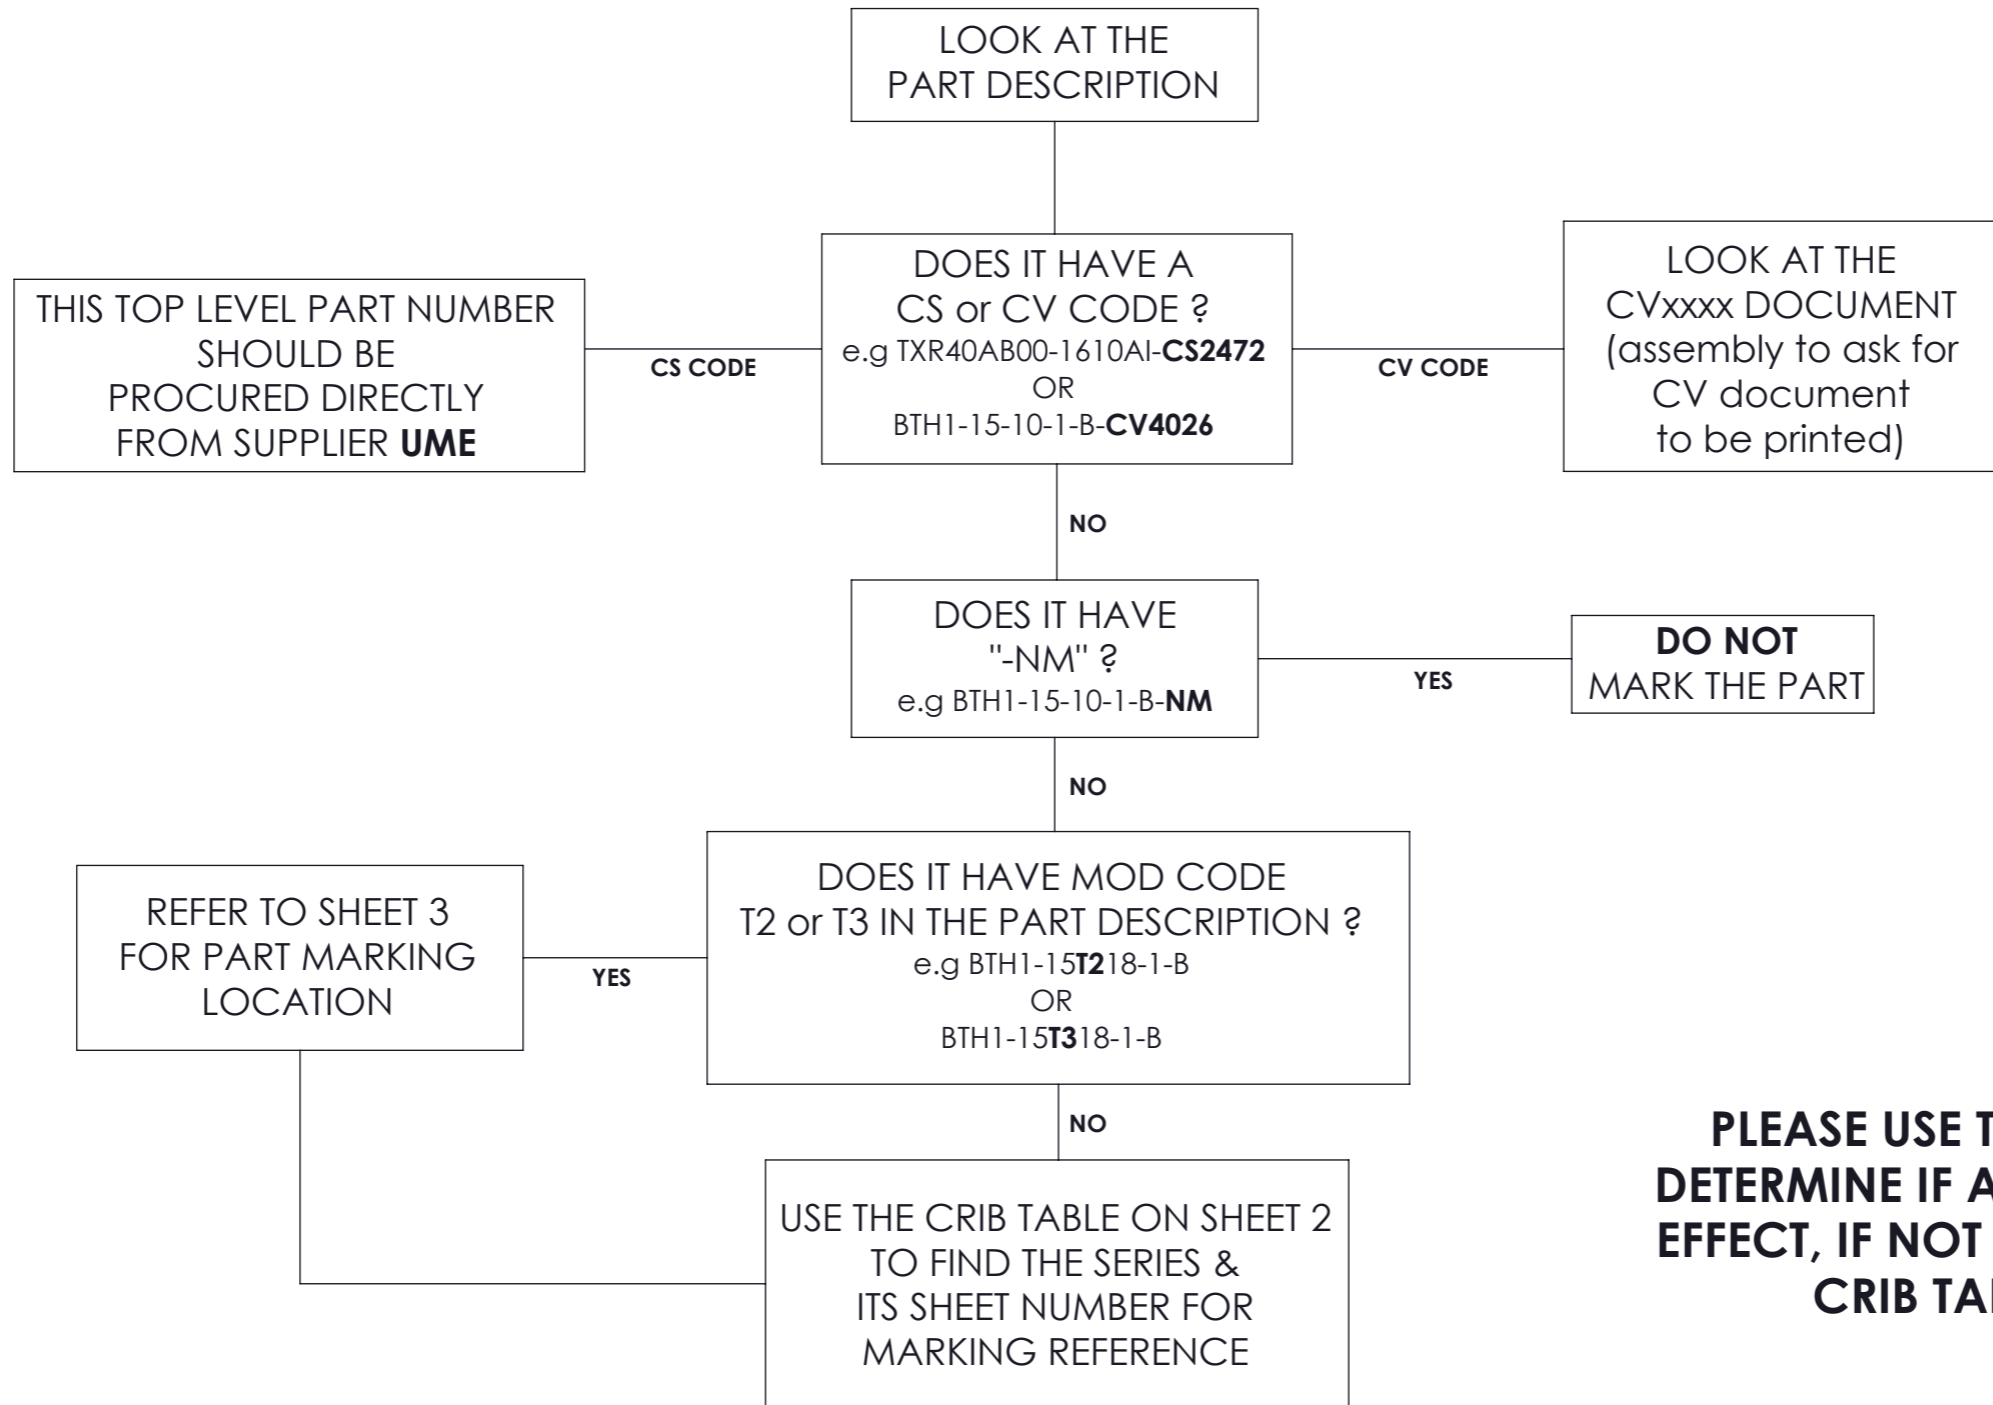 LOOK AT THE
PART DESCRIPTION
DOES IT HAVE A
CS or CV CODE ?
e.g TXR40AB00-1610AI-CS2472
OR
BTH1-15-10-1-B-CV4026
CS CODE
THIS TOP LEVEL PART NUMBER
SHOULD BE
PROCURED DIRECTLY
FROM SUPPLIER UME
CV CODE
LOOK AT THE
CVxxxx DOCUMENT
(assembly to ask for
CV document
to be printed)
NO
DOES IT HAVE
"-NM" ?
e.g BTH1-15-10-1-B-NM
YES
DO NOT
MARK THE PART
NO
DOES IT HAVE MOD CODE
T2 or T3 IN THE PART DESCRIPTION ?
e.g BTH1-15T218-1-B
OR
BTH1-15T318-1-B
YES
REFER TO SHEET 3
FOR PART MARKING
LOCATION
NO
USE THE CRIB TABLE ON SHEET 2
TO FIND THE SERIES &
ITS SHEET NUMBER FOR
MARKING REFERENCE
PLEASE USE
DETERMINE IF
EFFECT, IF NOT
CRIB